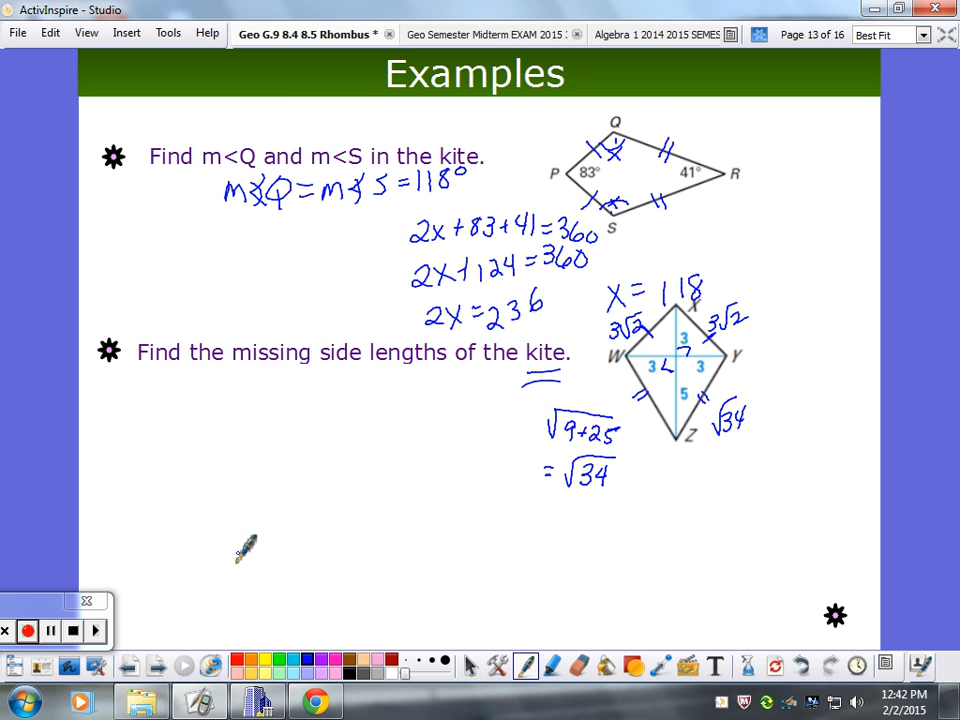 ActivInspire - Studio
File Edit View Insert Tools Help
Geo G.9 8.4 8.5 Rhombus *
Geo Semester Midterm EXAM 2015
Algebra 1 2014 2015 SEMES
Page 13 of 16
Best Fit
Examples
Find m<Q and m<S in the kite.
m∢Q = m∢S = 118°
Q
P 83° 41° R
S
x x
2x + 83 + 41 = 360
2x + 124 = 360
2x = 236
x = 118
Find the missing side lengths of the kite.
X
3√2 3√2
3
W Y
3 3
5
Z
√34
√9+25
= √34
T
12:42 PM
2/2/2015